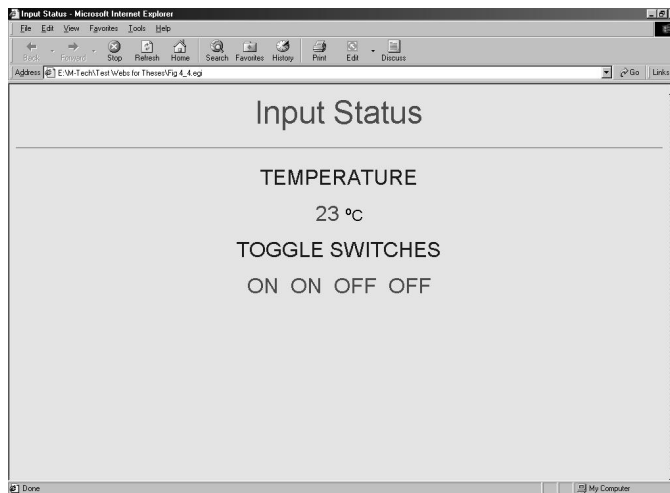 Input Status - Microsoft Internet Explorer
File Edit View Favorites Tools Help
Back Forward Stop Refresh Home Search Favorites History Print Edit Discuss
Address E:\M-Tech\Test Webs for Theses\Fig 4_4.egi Go Links
Input Status
TEMPERATURE
23 ºC
TOGGLE SWITCHES
ON ON OFF OFF
Done My Computer